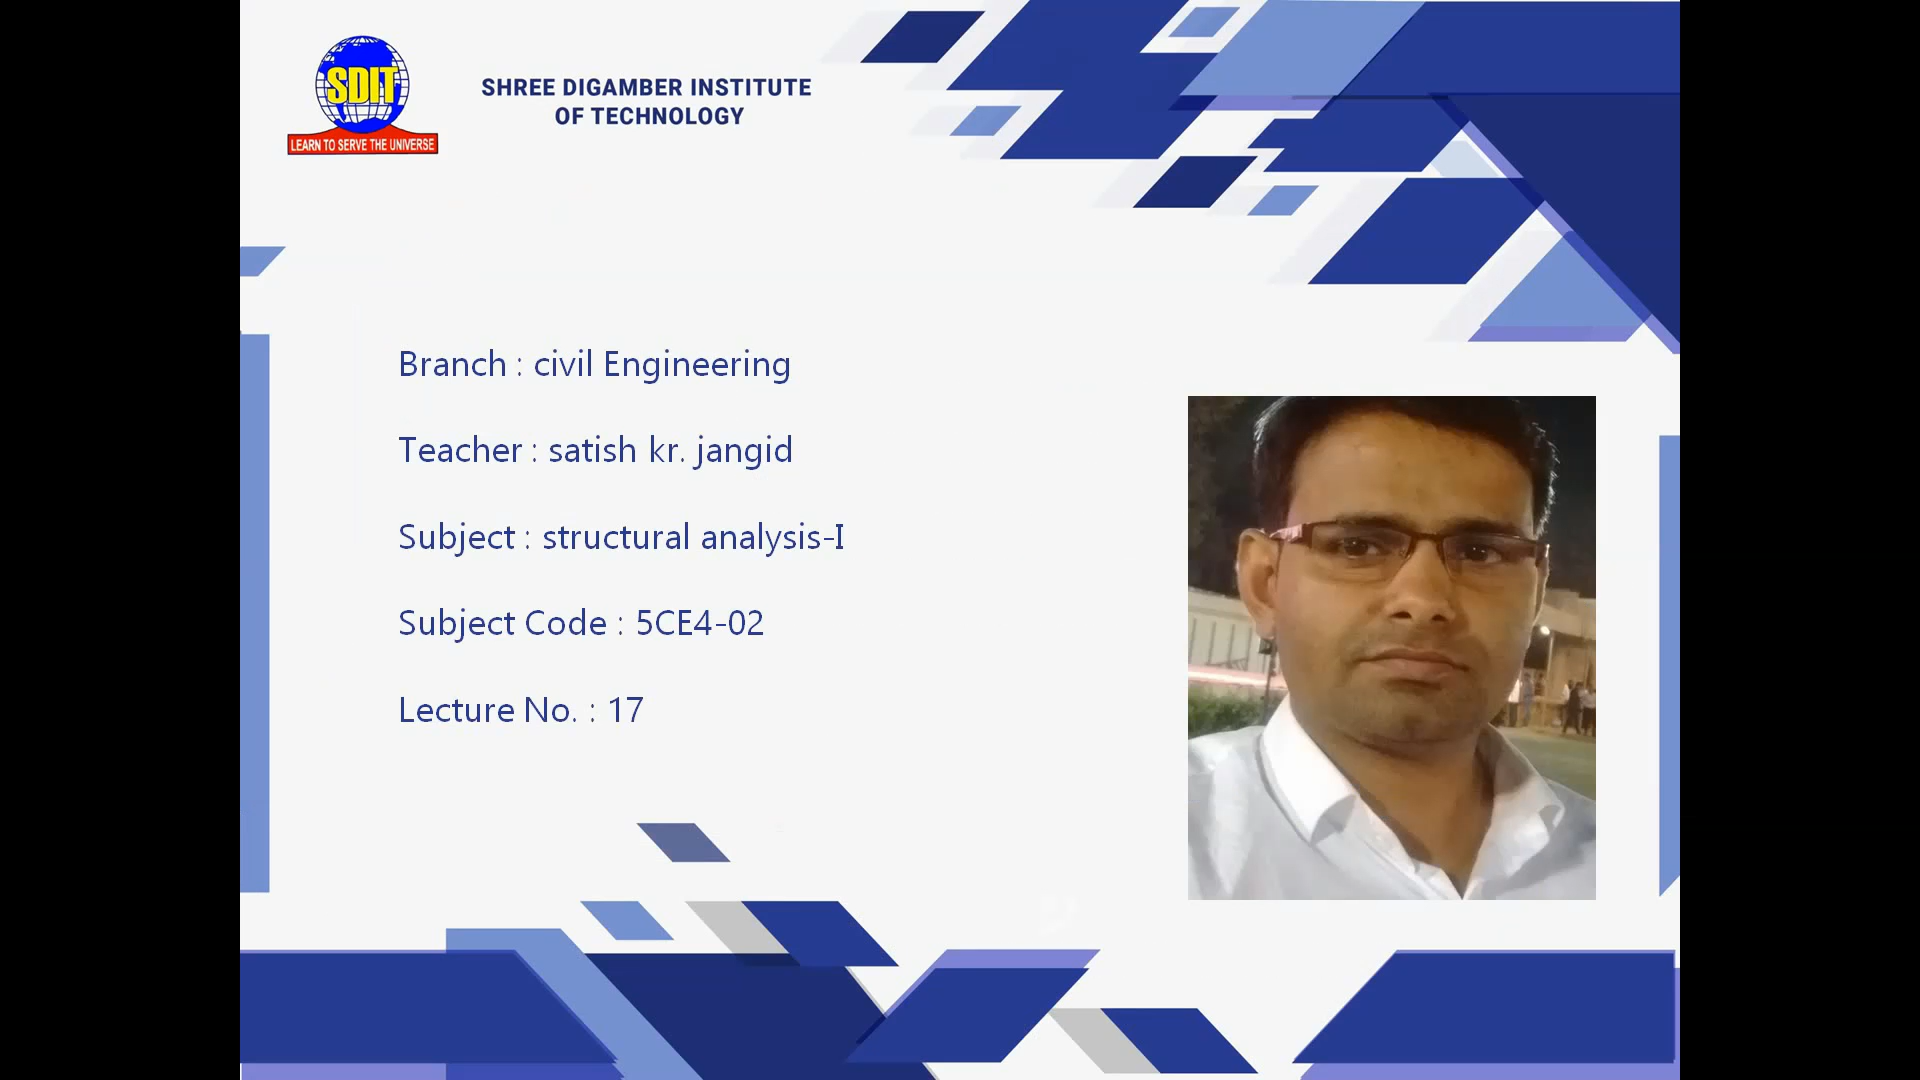 SDIT
LEARN TO SERVE THE UNIVERSE
SHREE DIGAMBER INSTITUTE
OF TECHNOLOGY
Branch : civil Engineering
Teacher : satish kr. jangid
Subject : structural analysis-I
Subject Code : 5CE4-02
Lecture No. : 17